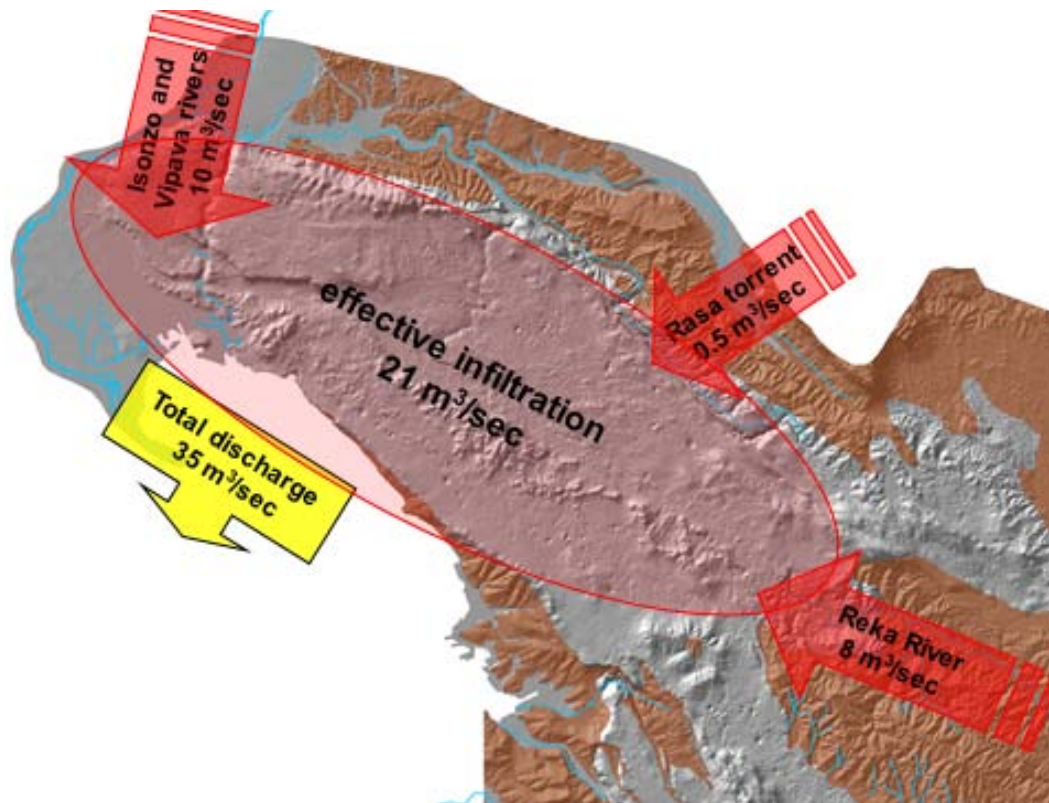 Isonzo and
Vipava rivers
10 m³/sec
Rasa torrent
0.5 m³/sec
effective infiltration
21 m³/sec
Total discharge
35 m³/sec
Reka River
8 m³/sec